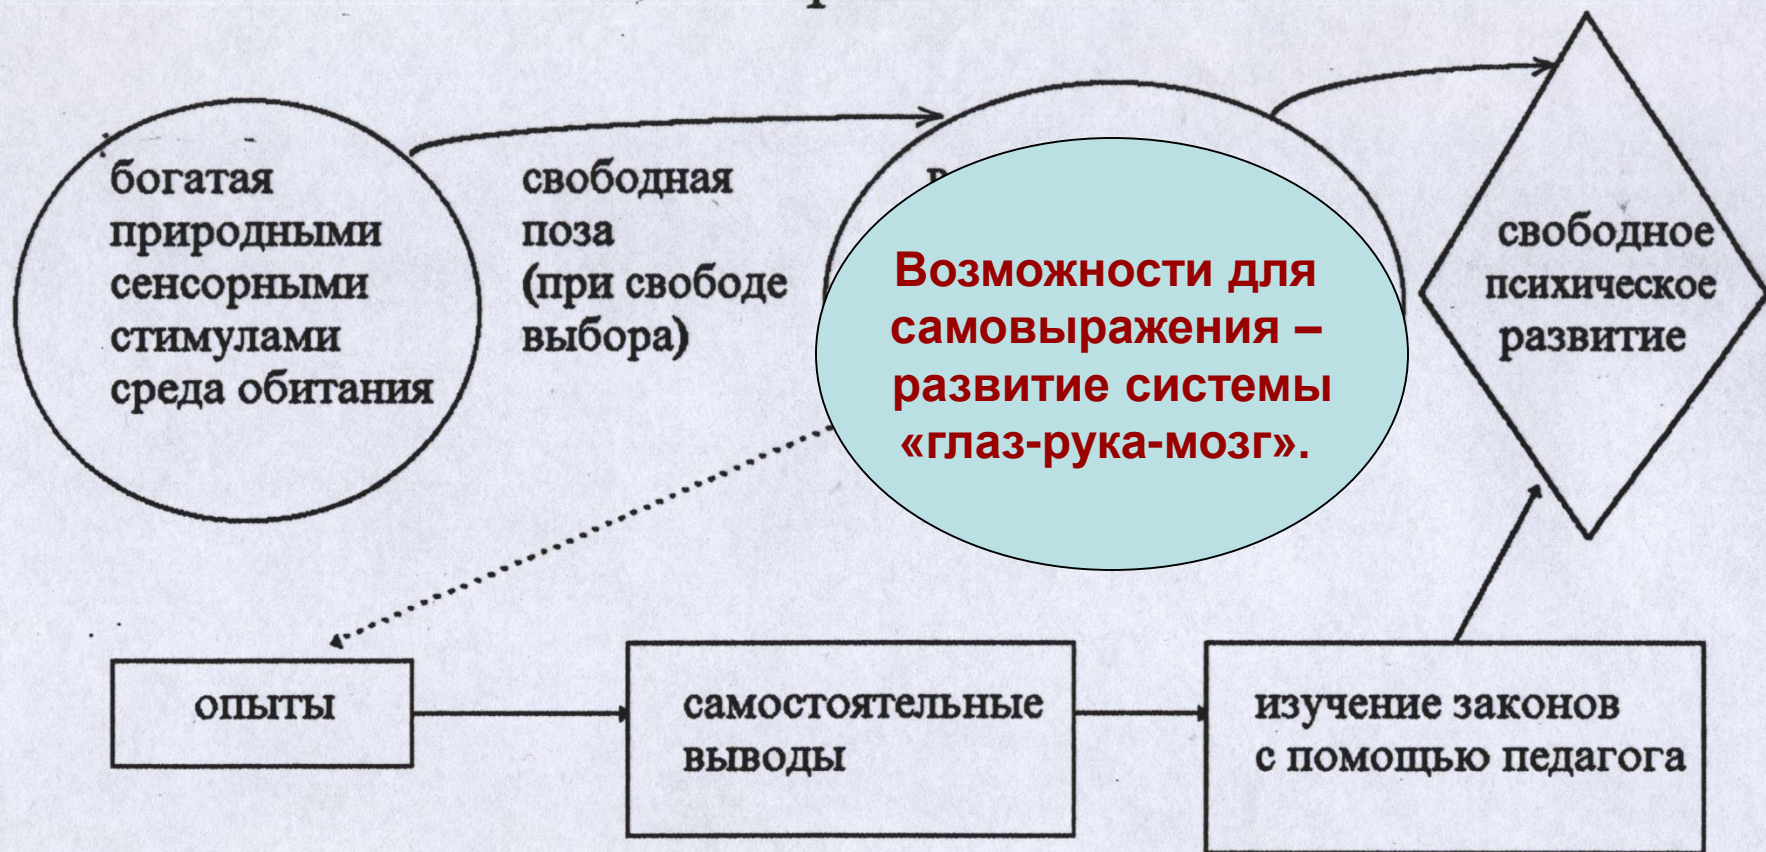 богатая
природными
сенсорными
стимулами
среда обитания
свободная
поза
(при свободе
выбора)
Возможности для
самовыражения –
развитие системы
«глаз-рука-мозг».
свободное
психическое
развитие
опыты
самостоятельные
выводы
изучение законов
с помощью педагога